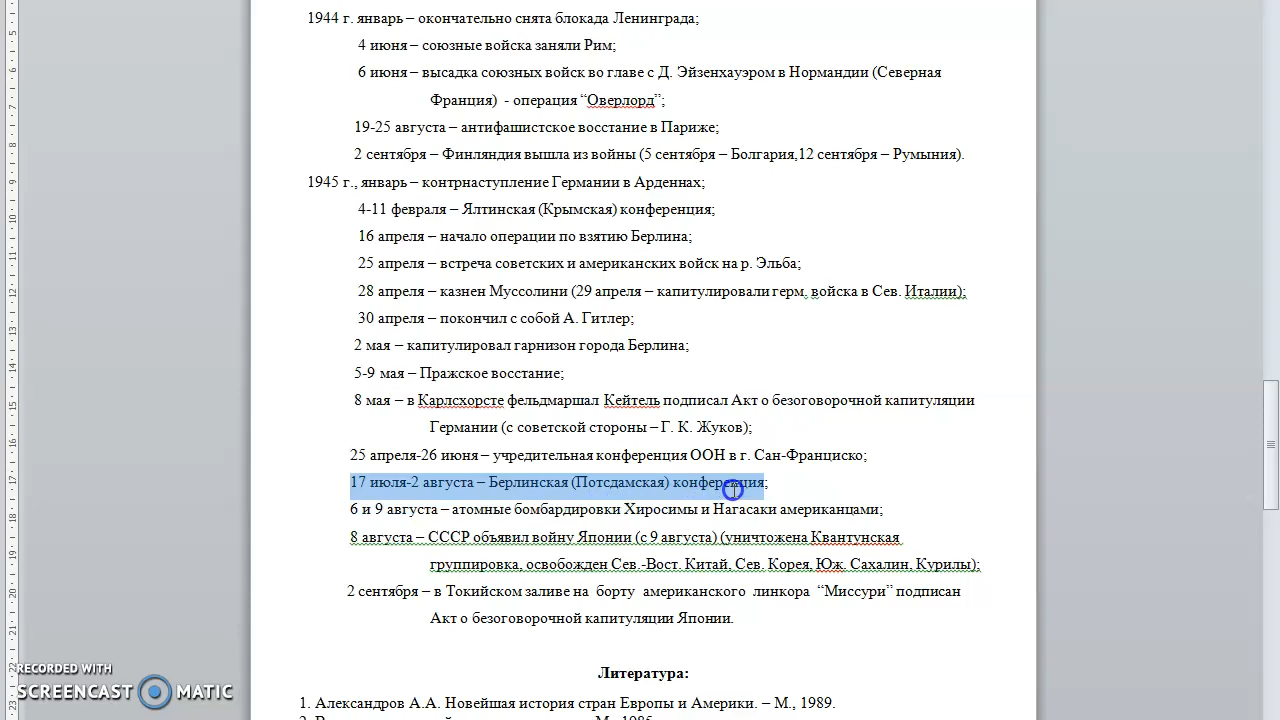 1944 г. январь – окончательно снята блокада Ленинграда;
4 июня – союзные войска заняли Рим;
6 июня – высадка союзных войск во главе с Д. Эйзенхауэром в Нормандии (Северная
Франция) - операция “Оверлорд”;
19-25 августа – антифашистское восстание в Париже;
2 сентября – Финляндия вышла из войны (5 сентября – Болгария,12 сентября – Румыния).
1945 г., январь – контрнаступление Германии в Арденнах;
4-11 февраля – Ялтинская (Крымская) конференция;
16 апреля – начало операции по взятию Берлина;
25 апреля – встреча советских и американских войск на р. Эльба;
28 апреля – казнен Муссолини (29 апреля – капитулировали герм. войска в Сев. Италии);
30 апреля – покончил с собой А. Гитлер;
2 мая – капитулировал гарнизон города Берлина;
5-9 мая – Пражское восстание;
8 мая – в Карлсхорсте фельдмаршал Кейтель подписал Акт о безоговорочной капитуляции
Германии (с советской стороны – Г. К. Жуков);
25 апреля-26 июня – учредительная конференция ООН в г. Сан-Франциско;
17 июля-2 августа – Берлинская (Потсдамская) конференция;
6 и 9 августа – атомные бомбардировки Хиросимы и Нагасаки американцами;
8 августа – СССР объявил войну Японии (с 9 августа) (уничтожена Квантунская
группировка, освобожден Сев.-Вост. Китай, Сев. Корея, Юж. Сахалин, Курилы);
2 сентября – в Токийском заливе на борту американского линкора “Миссури” подписан
Акт о безоговорочной капитуляции Японии.
Литература:
1. Александров А.А. Новейшая история стран Европы и Америки. – М., 1989.
RECORDED WITH
SCREENCAST MATIC